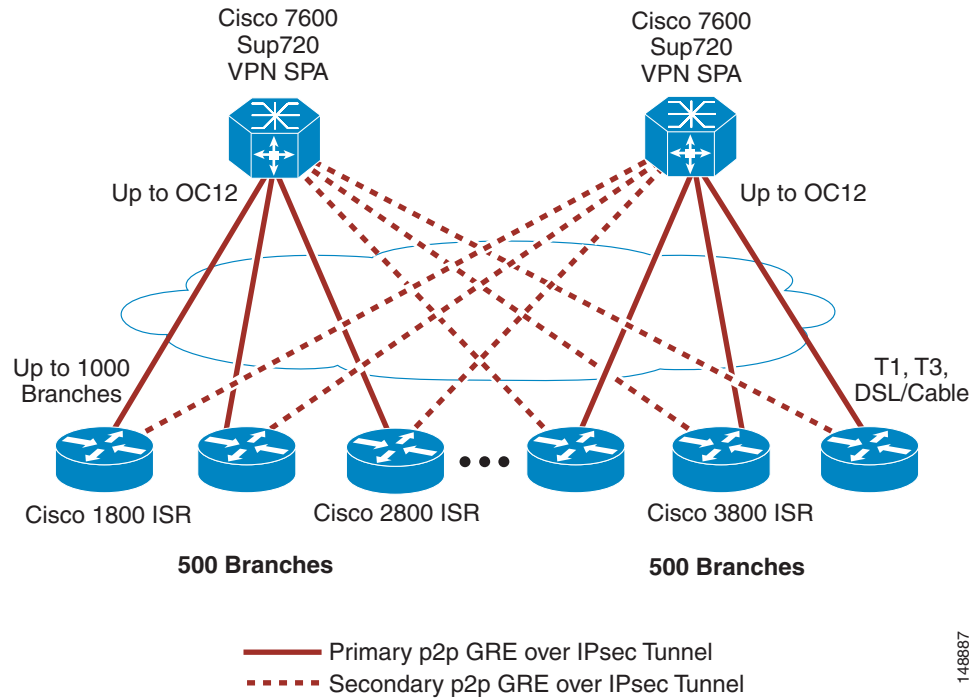 Cisco 7600
Sup720
VPN SPA
Cisco 7600
Sup720
VPN SPA
Up to OC12
Up to OC12
Up to 1000
Branches
T1, T3,
DSL/Cable
Cisco 1800 ISR
Cisco 2800 ISR
Cisco 3800 ISR
500 Branches
500 Branches
Primary p2p GRE over IPsec Tunnel
Secondary p2p GRE over IPsec Tunnel
148887